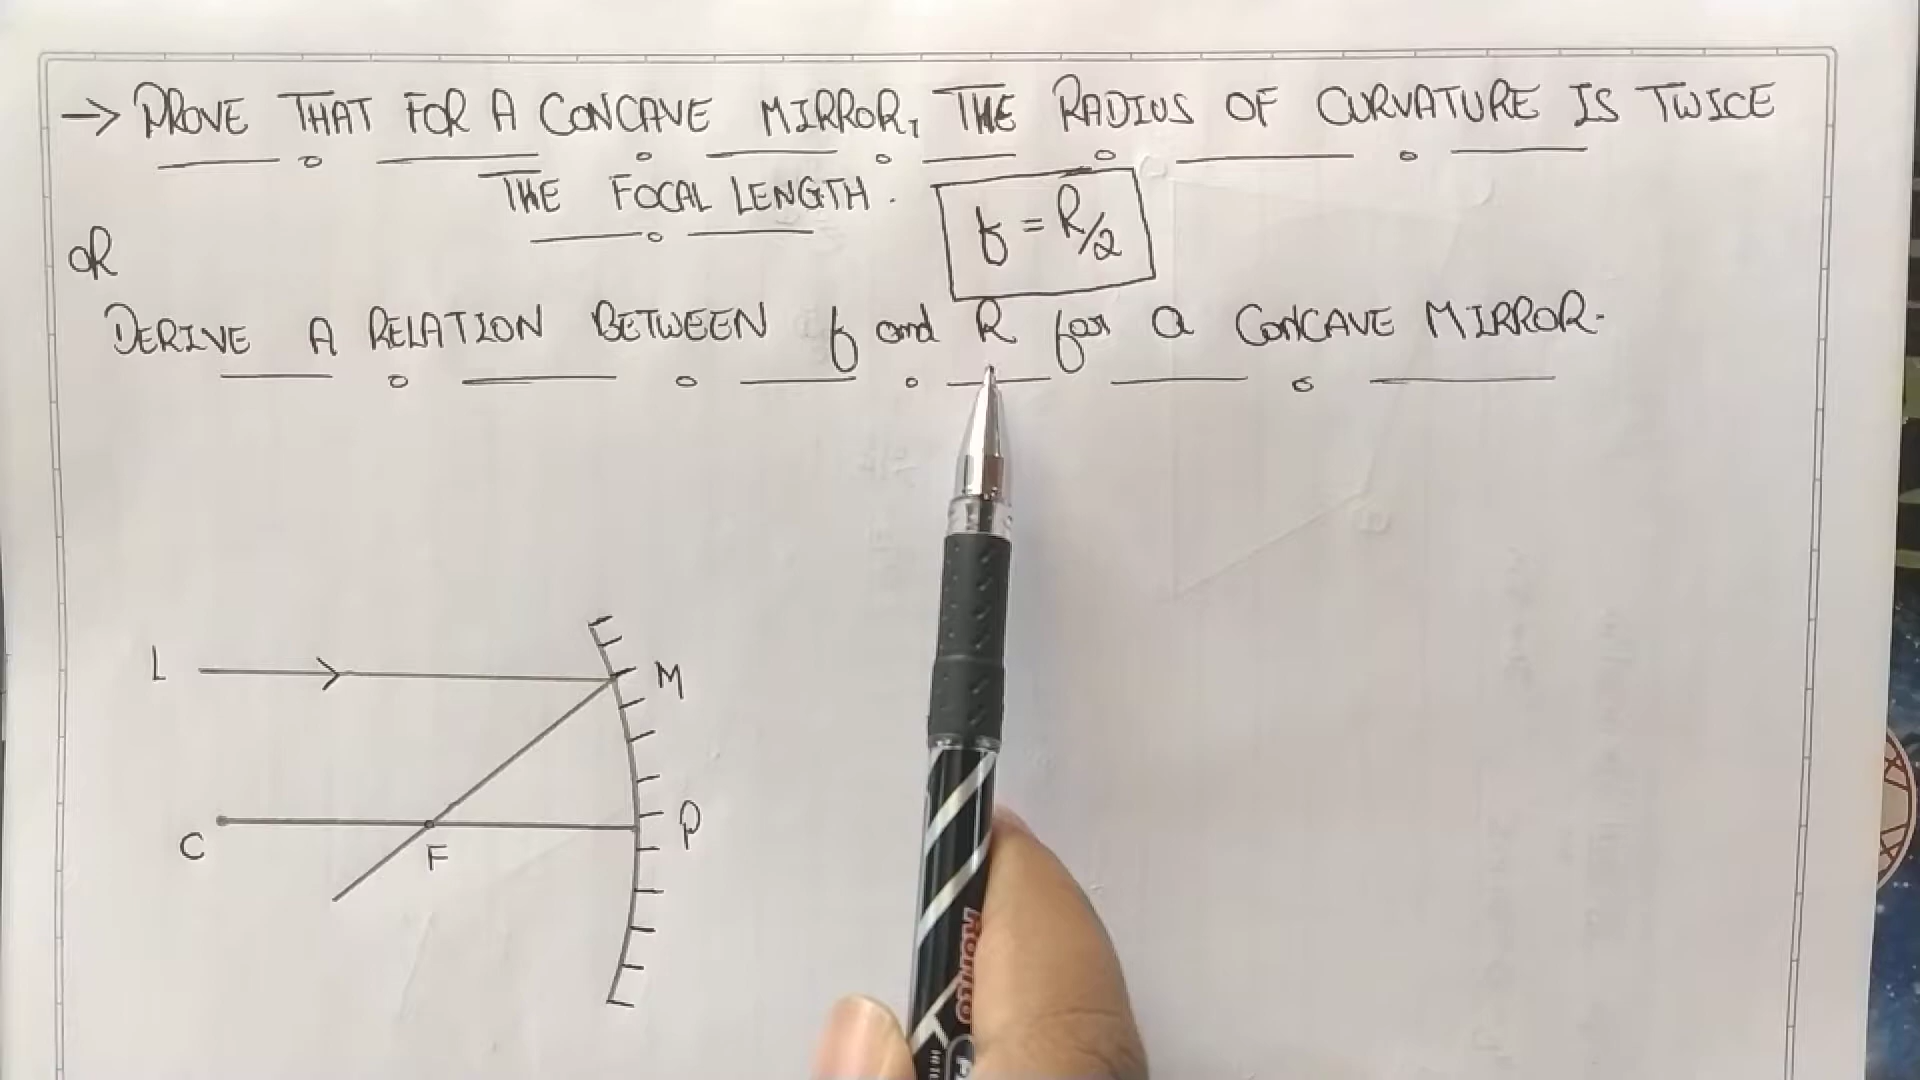 → PROVE THAT FOR A CONCAVE MIRROR, THE RADIUS OF CURVATURE IS TWICE
THE FOCAL LENGTH.
f = R/2
OR
DERIVE A RELATION BETWEEN f and R for a CONCAVE MIRROR.
L
M
C
F
P